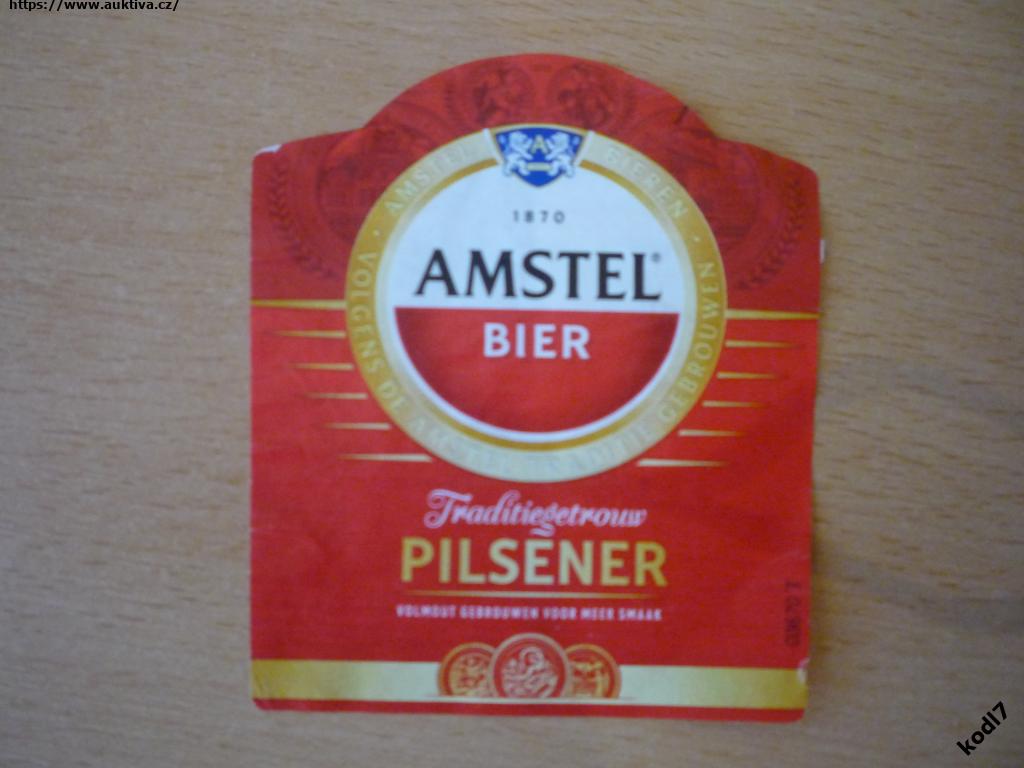 https://www.auktiva.cz/
AMSTEL BIEREN
A
1870
AMSTEL®
BIER
VOLGENS DE AMSTEL TRADITIE GEBROUWEN
Traditiegetrouw
PILSENER
VOLMOUT GEBROUWEN VOOR MEER SMAAK
kodl7